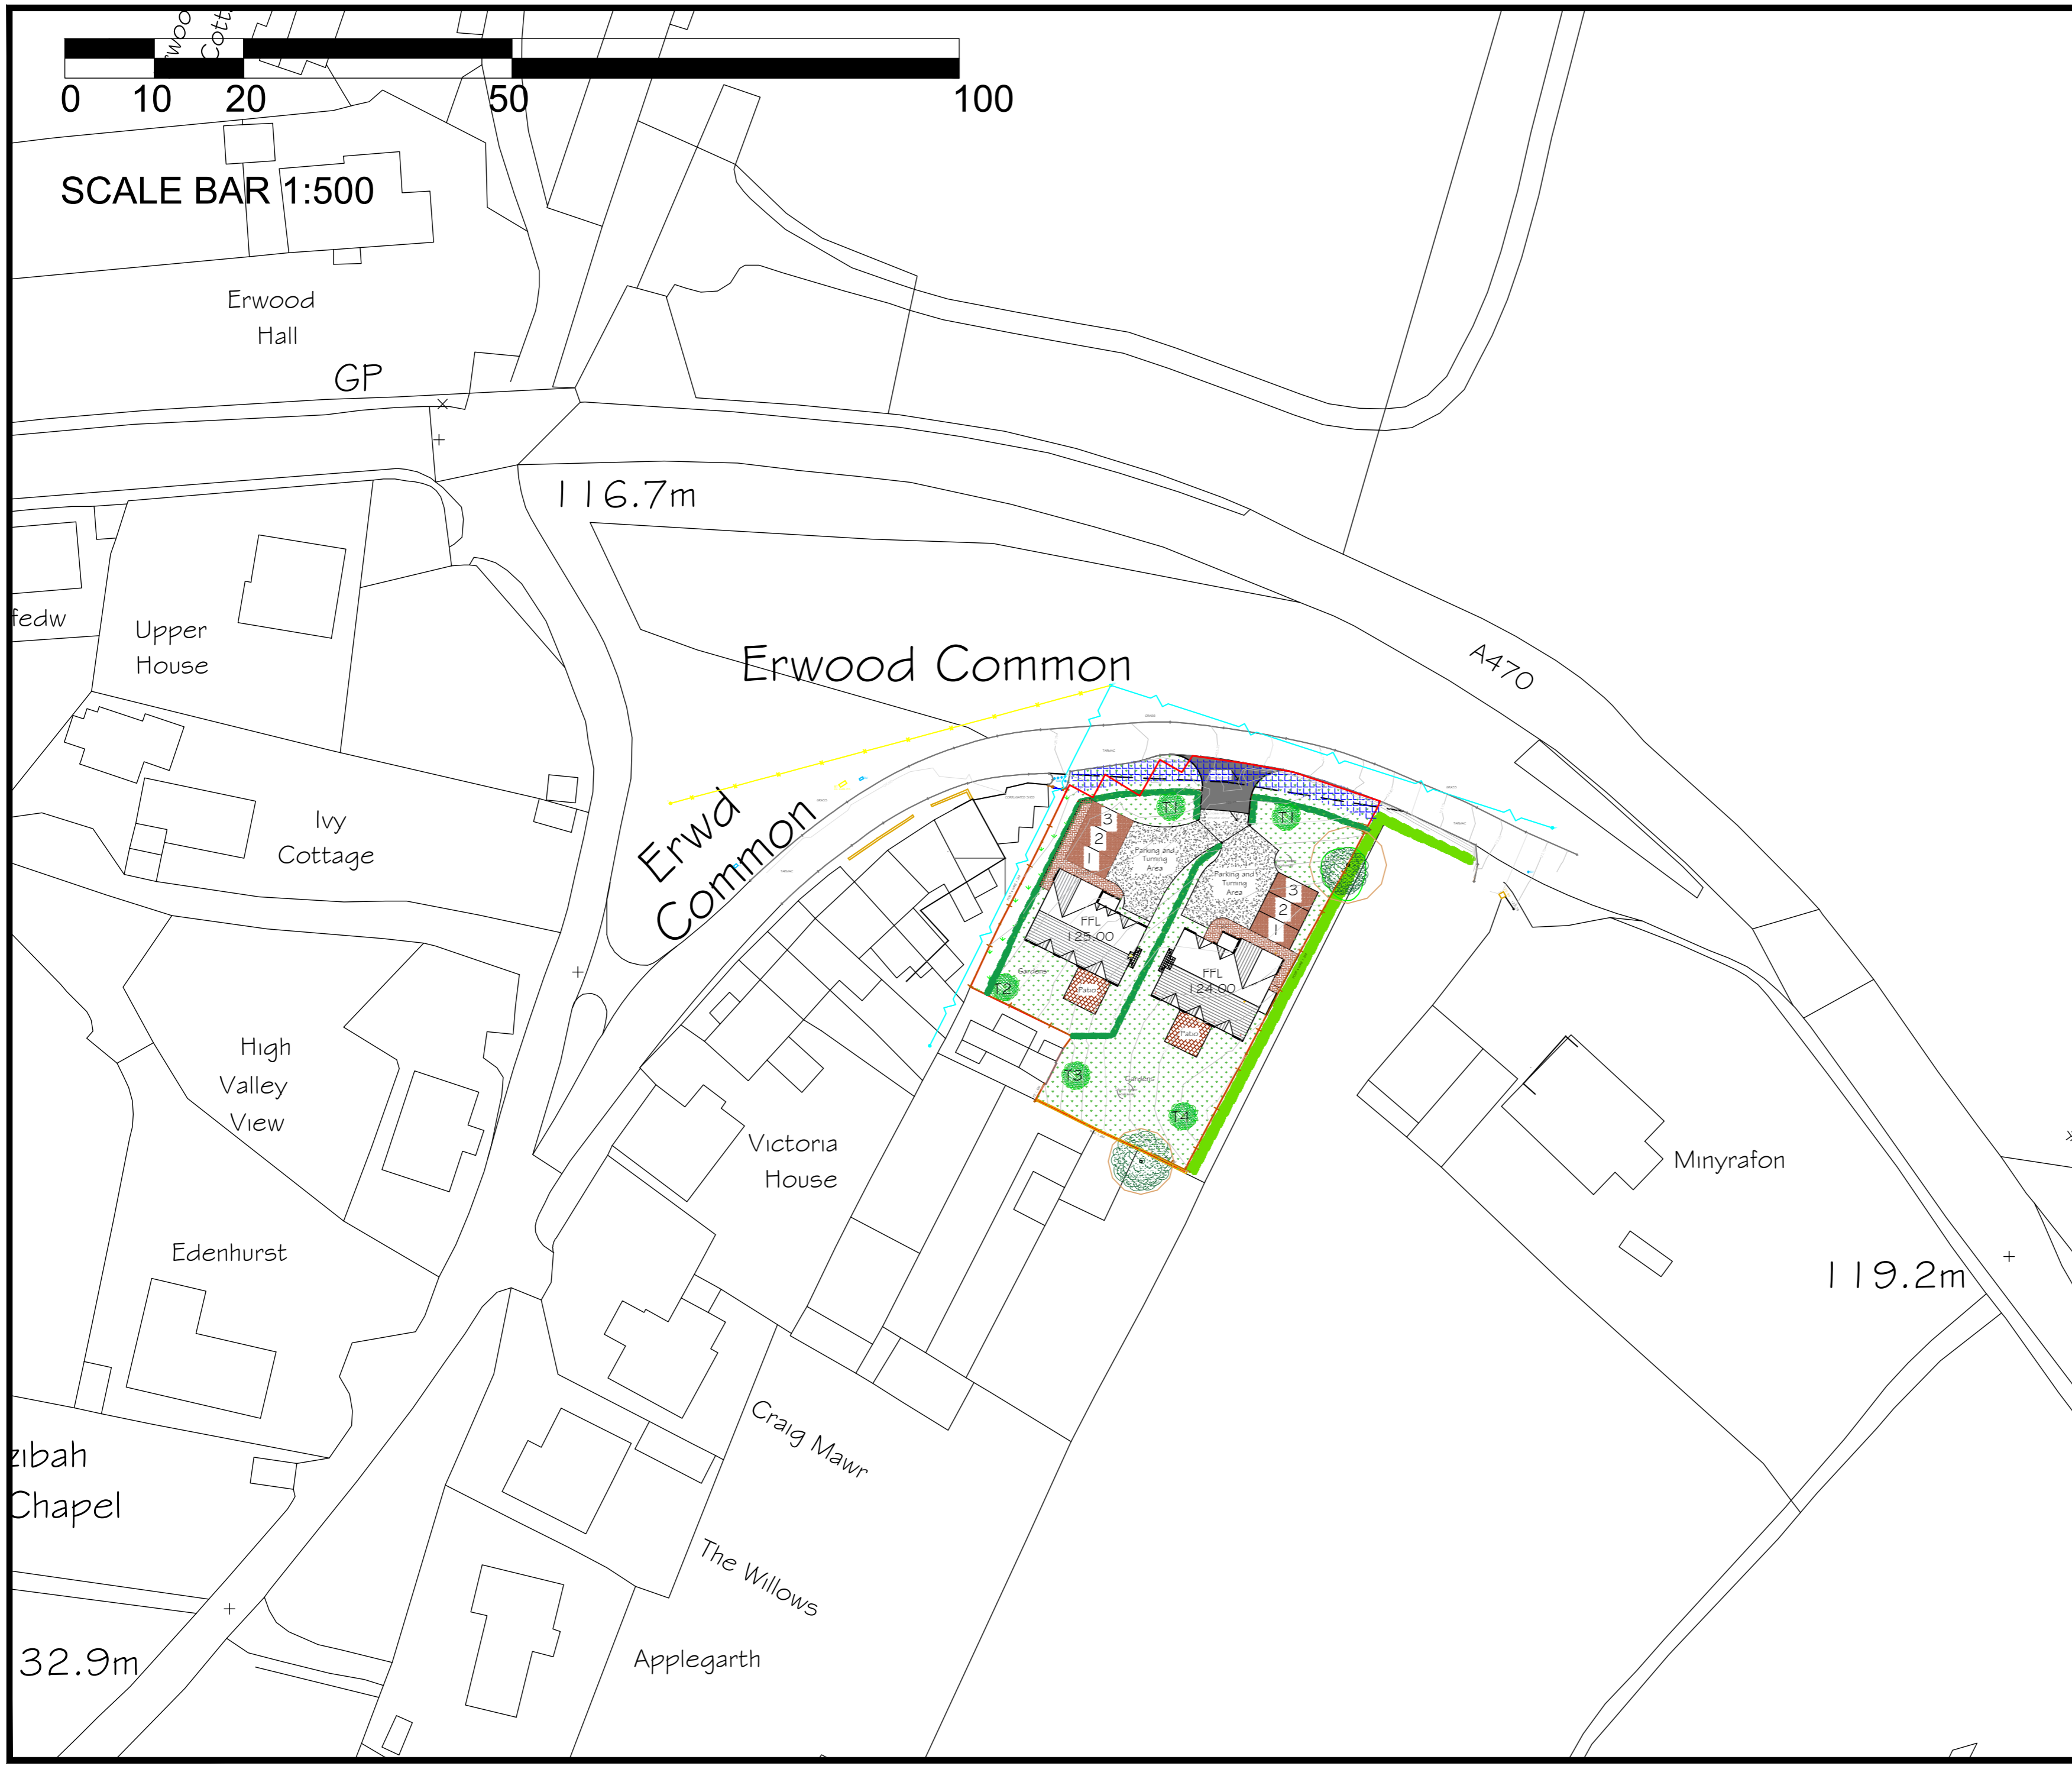 0 10 20 50 100
SCALE BAR 1:500
Erwood
Hall
GP
116.7m
fedw
Upper
House
Erwood Common
A470
Ivy
Cottage
Erwd
Common
T1
T1
3
2
1
Parking and
Turning
Area
Parking and
Turning
Area
3
2
1
FFL
125.00
FFL
124.00
Gardens
T2
Patio
Patio
T3
Gardens
T4
High
Valley
View
Victoria
House
Minyrafon
Edenhurst
119.2m
Craig Mawr
zibah
Chapel
The Willows
Applegarth
32.9m